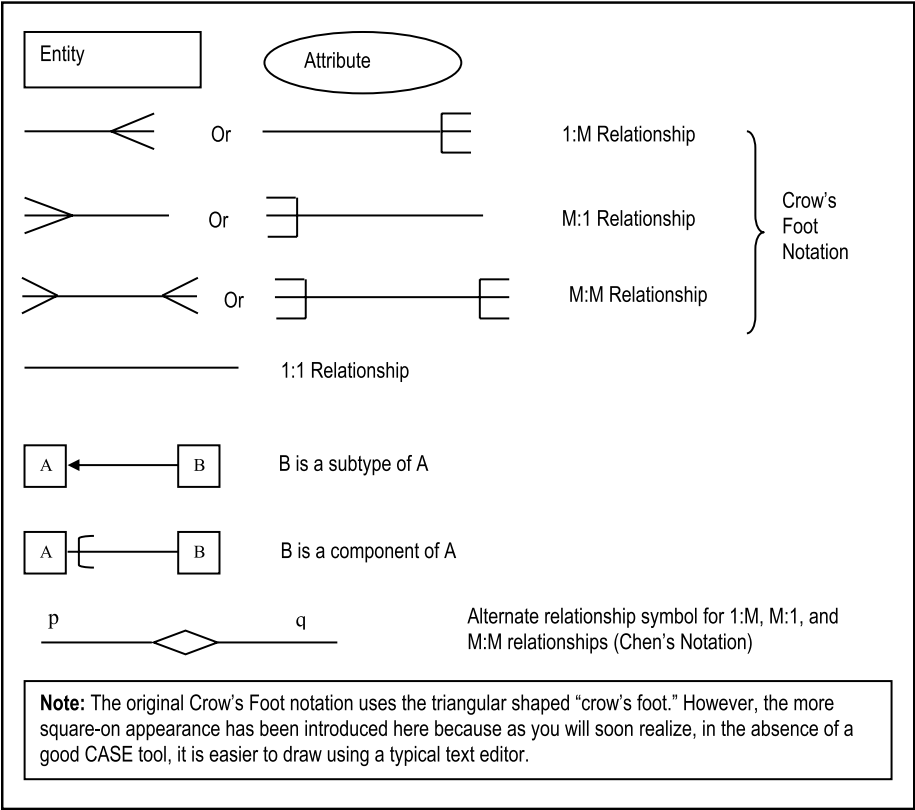 Entity
Attribute
Or
1:M Relationship
Or
M:1 Relationship
Or
M:M Relationship
Crow’s
Foot
Notation
1:1 Relationship
A
B
B is a subtype of A
A
B
B is a component of A
p
q
Alternate relationship symbol for 1:M, M:1, and
M:M relationships (Chen’s Notation)
Note: The original Crow’s Foot notation uses the triangular shaped “crow’s foot.” However, the more
square-on appearance has been introduced here because as you will soon realize, in the absence of a
good CASE tool, it is easier to draw using a typical text editor.